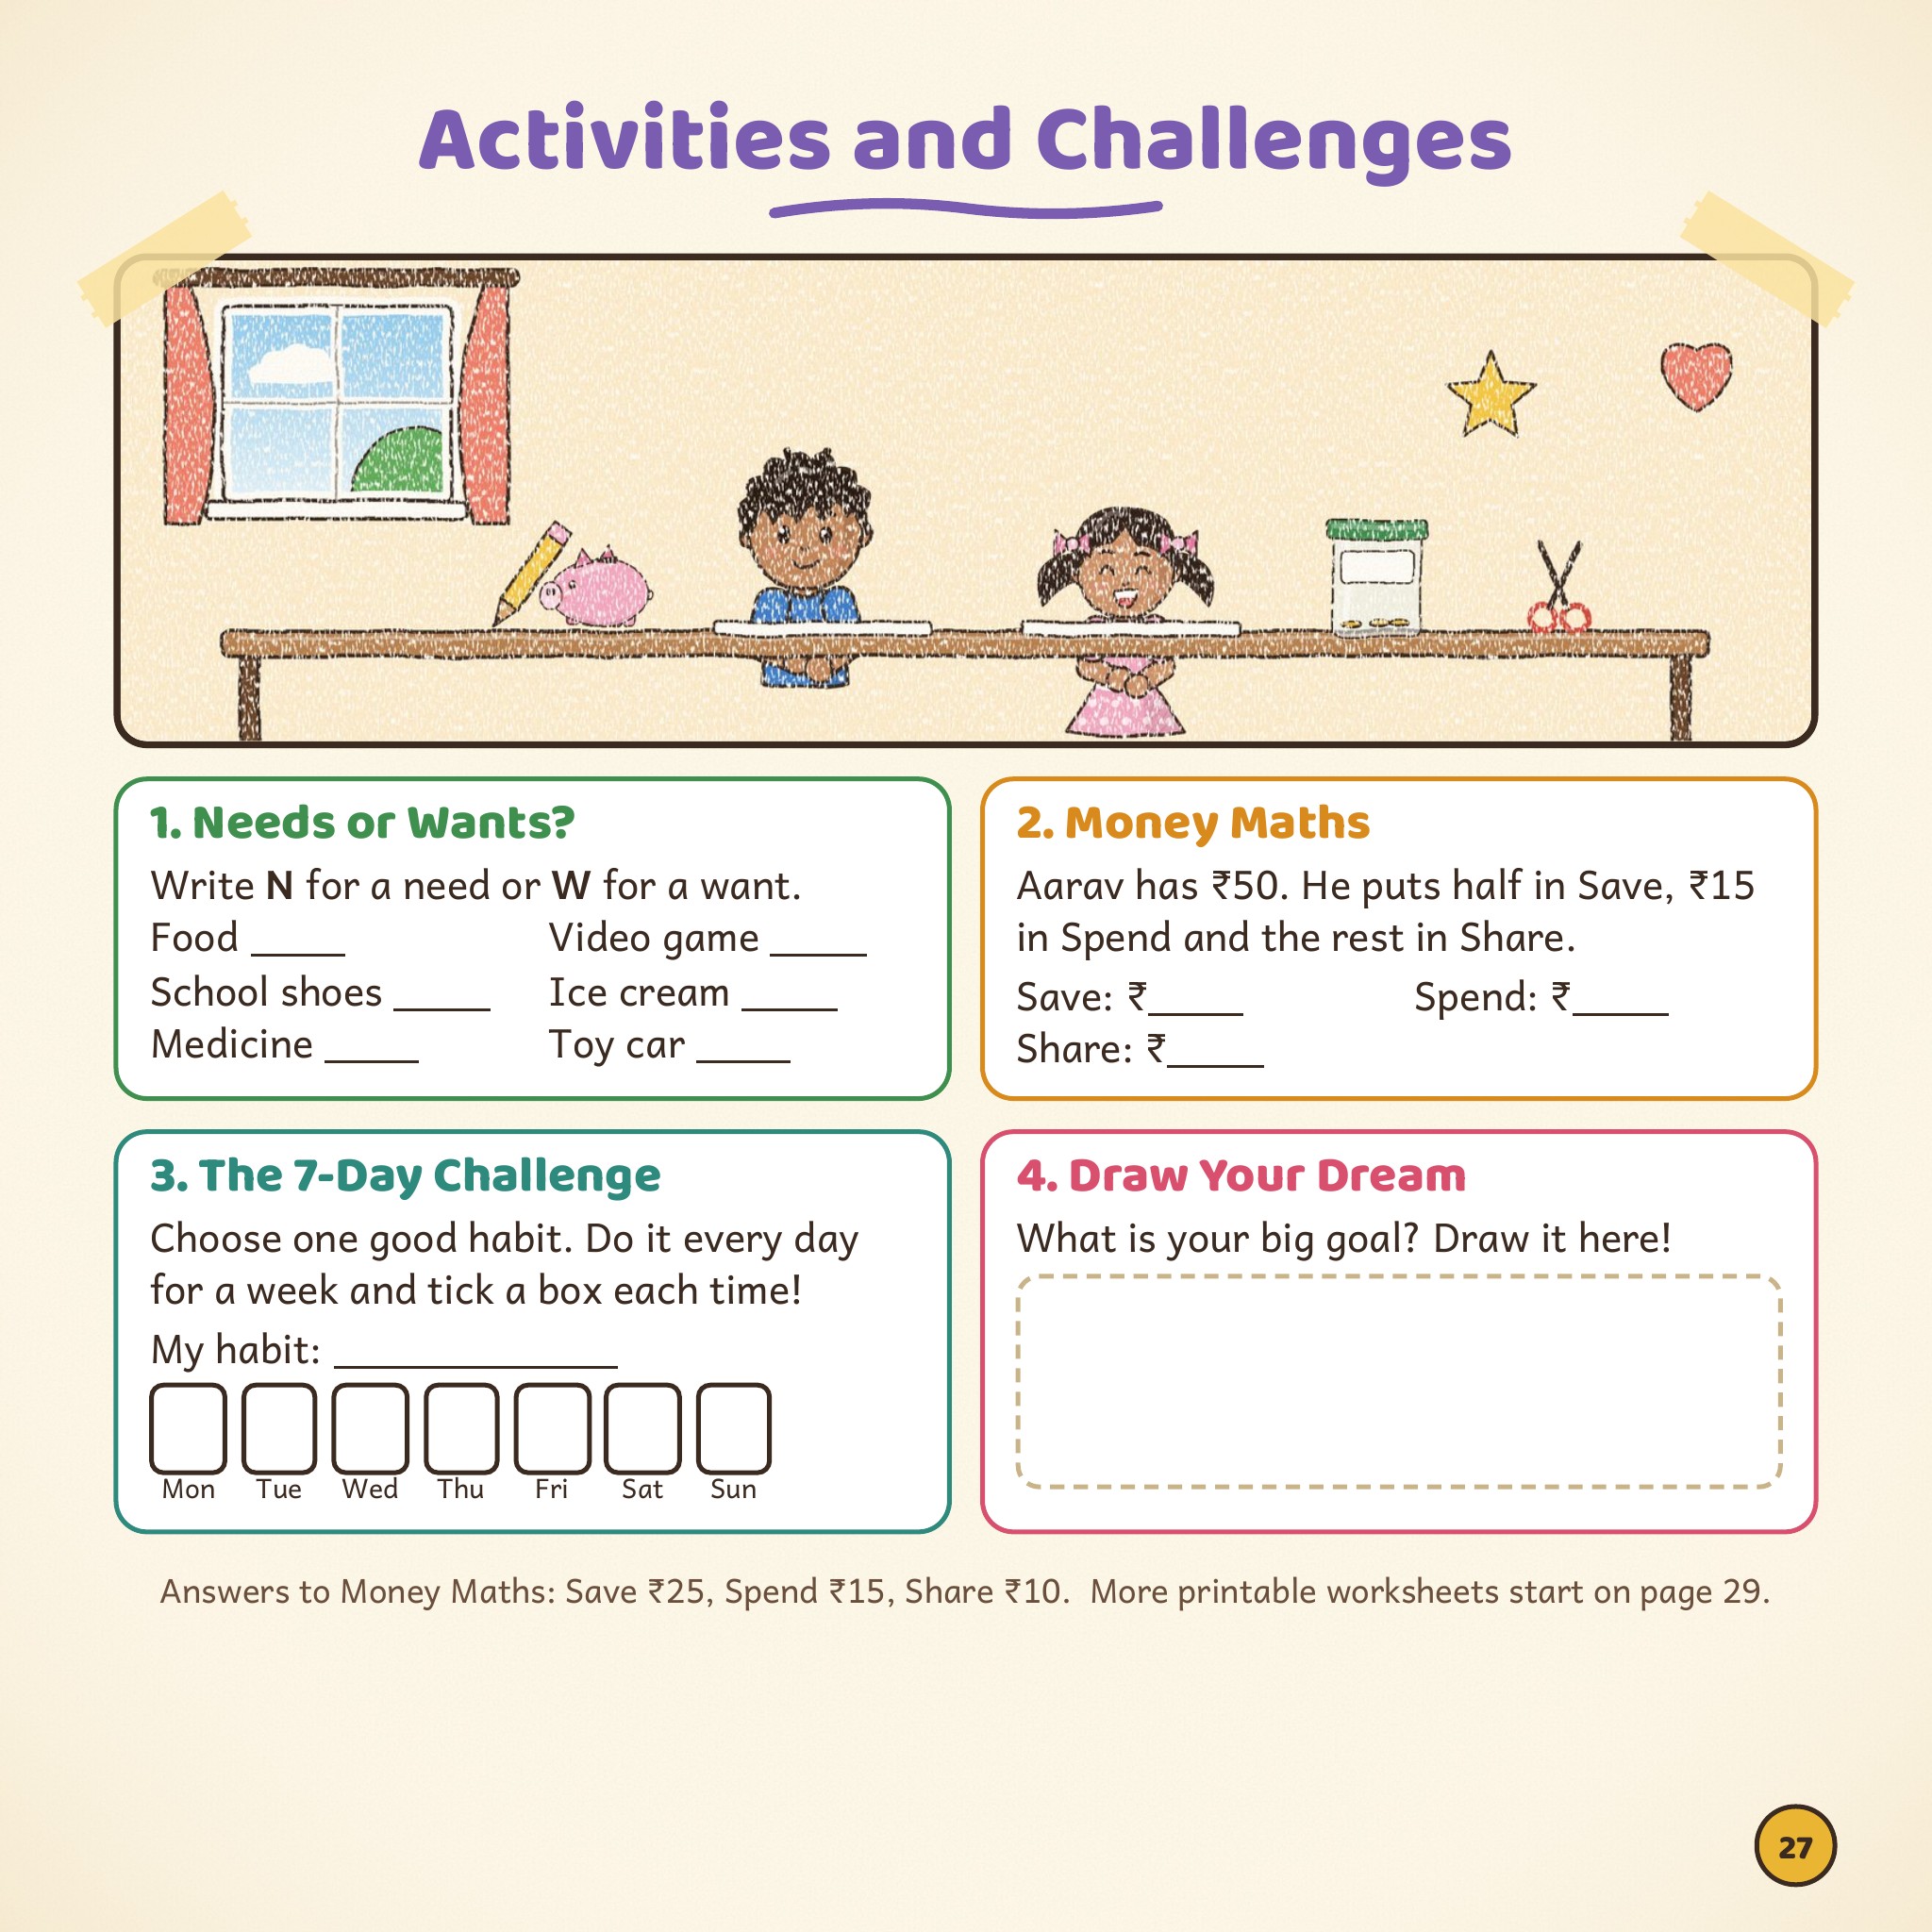 Activities and Challenges
1. Needs or Wants?
Write N for a need or W for a want.
Food _____ Video game _____
School shoes _____ Ice cream _____
Medicine _____ Toy car _____
2. Money Maths
Aarav has ₹50. He puts half in Save, ₹15
in Spend and the rest in Share.
Save: ₹_____ Spend: ₹_____
Share: ₹_____
3. The 7-Day Challenge
Choose one good habit. Do it every day
for a week and tick a box each time!
My habit: _______________
Mon Tue Wed Thu Fri Sat Sun
4. Draw Your Dream
What is your big goal? Draw it here!
Answers to Money Maths: Save ₹25, Spend ₹15, Share ₹10. More printable worksheets start on page 29.
27